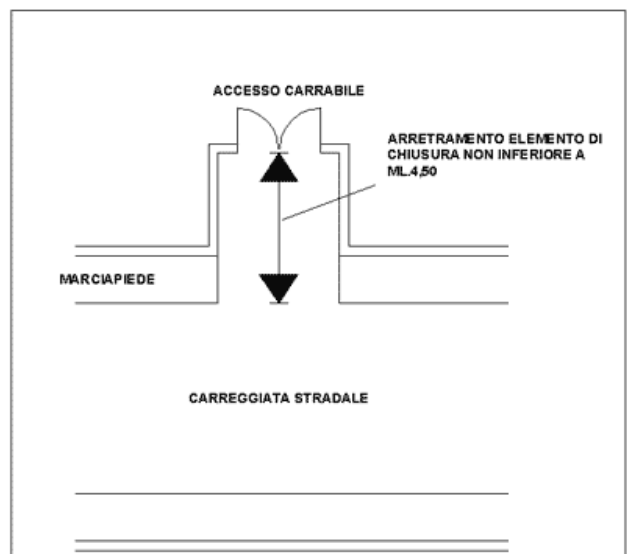 ACCESSO CARRABILE
ARRETRAMENTO ELEMENTO DI
CHIUSURA NON INFERIORE A
ML.4,50
MARCIAPIEDE
CARREGGIATA STRADALE